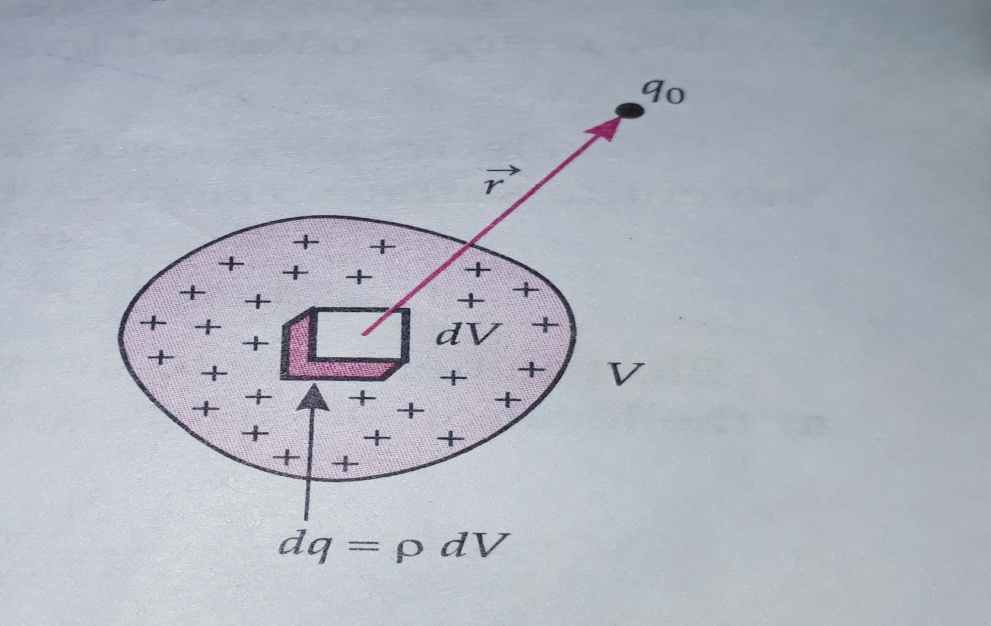 q₀
r⃗
dV
V
dq = ρ dV